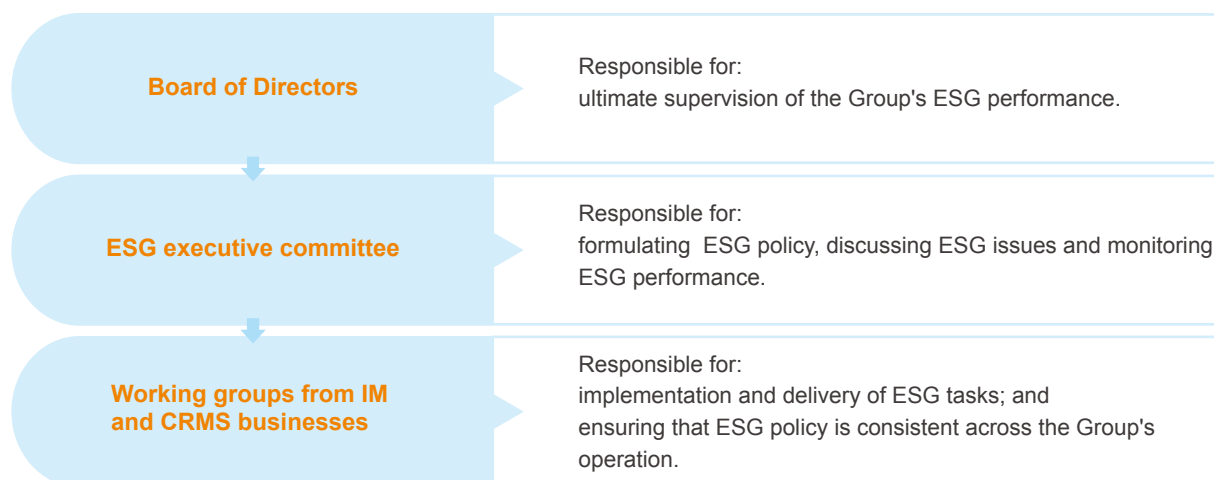 Board of Directors
Responsible for:
ultimate supervision of the Group's ESG performance.
ESG executive committee
Responsible for:
formulating  ESG policy, discussing ESG issues and monitoring
ESG performance.
Working groups from IM
and CRMS businesses
Responsible for:
implementation and delivery of ESG tasks; and
ensuring that ESG policy is consistent across the Group's
operation.